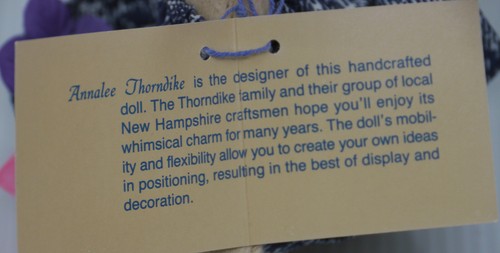 Annalee Thorndike is the designer of this handcrafted
doll. The Thorndike family and their group of local
New Hampshire craftsmen hope you'll enjoy its
whimsical charm for many years. The doll's mobil-
ity and flexibility allow you to create your own ideas
in positioning, resulting in the best of display and
decoration.